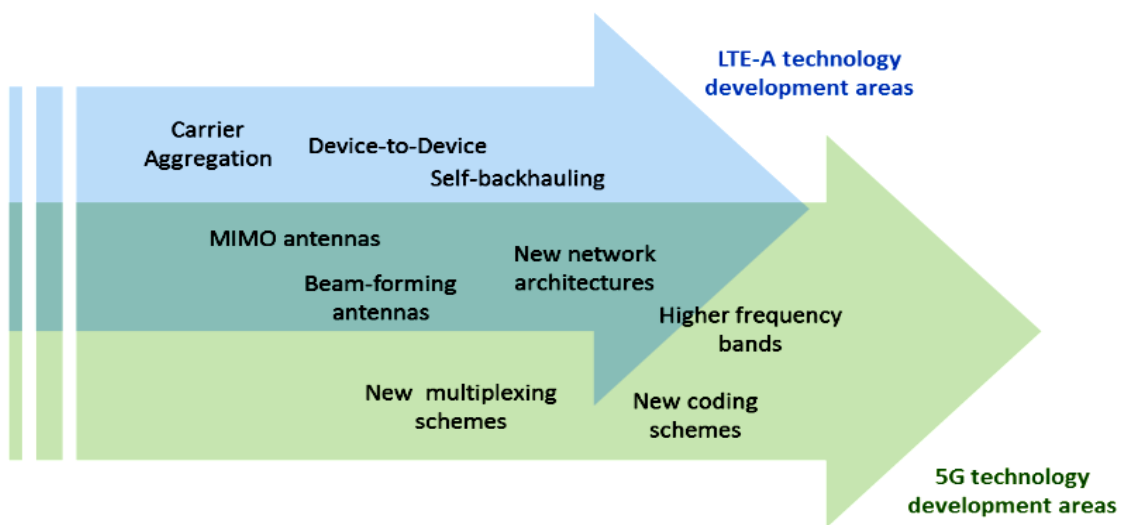 LTE-A technology
development areas
Carrier
Aggregation
Device-to-Device
Self-backhauling
MIMO antennas
New network
architectures
Beam-forming
antennas
Higher frequency
bands
New multiplexing
schemes
New coding
schemes
5G technology
development areas